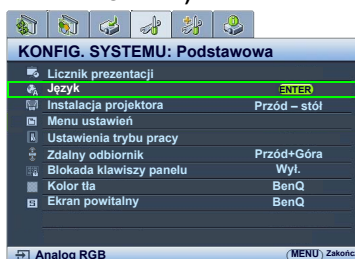 KONFIG. SYSTEMU: Podstawowa
Licznik prezentacji
Język ENTER
Instalacja projektora Przód – stół
Menu ustawień
Ustawienia trybu pracy
Zdalny odbiornik Przód+Góra
Blokada klawiszy panelu Wył.
Kolor tła BenQ
Ekran powitalny BenQ
Analog RGB MENU Zakończ